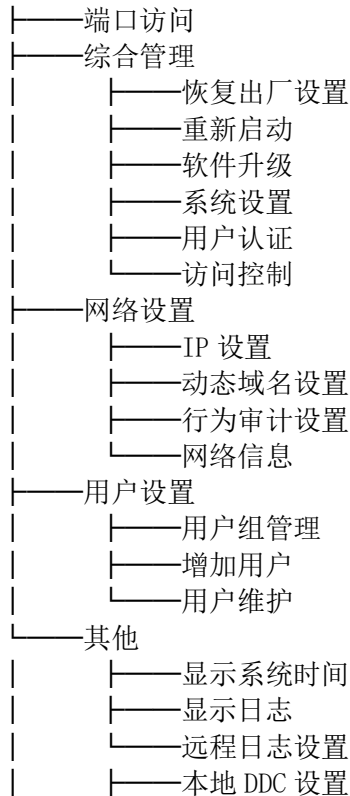 ├──端口访问
├──综合管理
│ ├──恢复出厂设置
│ ├──重新启动
│ ├──软件升级
│ ├──系统设置
│ ├──用户认证
│ └──访问控制
├──网络设置
│ ├──IP 设置
│ ├──动态域名设置
│ ├──行为审计设置
│ └──网络信息
├──用户设置
│ ├──用户组管理
│ ├──增加用户
│ └──用户维护
└──其他
│ ├──显示系统时间
│ ├──显示日志
│ └──远程日志设置
│ ├──本地 DDC 设置